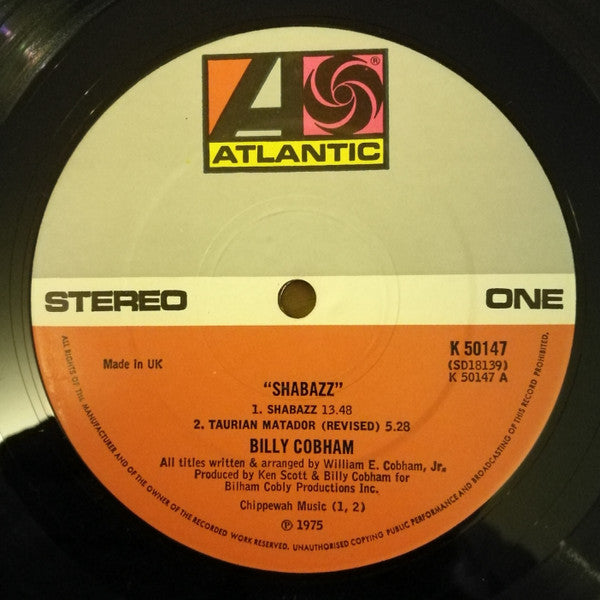 ®
ATLANTIC
STEREO ONE
K 50147
Made in UK (SD18139)
K 50147 A
"SHABAZZ"
1. SHABAZZ 13.48
2. TAURIAN MATADOR (REVISED) 5.28
BILLY COBHAM
All titles written & arranged by William E. Cobham, Jr.
Produced by Ken Scott & Billy Cobham for
Bilham Cobly Productions Inc.
Chippewah Music (1, 2)
℗ 1975
ALL RIGHTS OF THE MANUFACTURER AND OF THE OWNER OF THE RECORDED WORK RESERVED. UNAUTHORISED COPYING PUBLIC PERFORMANCE AND BROADCASTING OF THIS RECORD PROHIBITED.